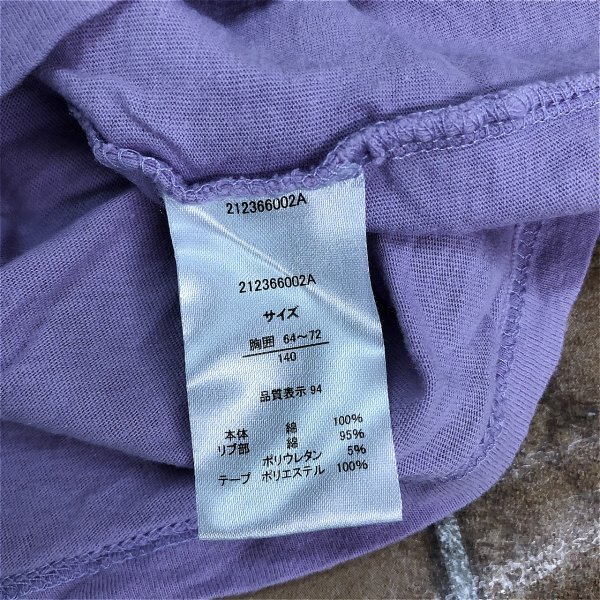 212366002A
212366002A
サイズ
胸囲 64～72
140
品質表示 94
本体 綿 100%
リブ部 綿 95%
ポリウレタン 5%
テープ ポリエステル 100%